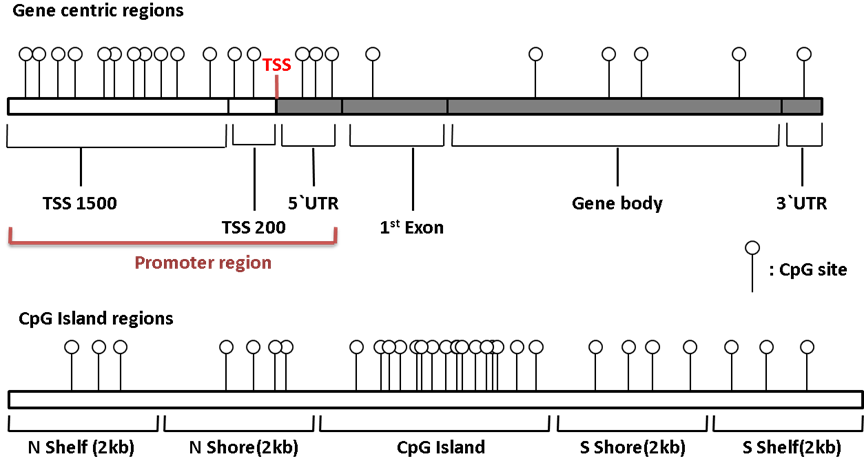 Gene centric regions
TSS
TSS 1500
5`UTR
Gene body
3`UTR
TSS 200
1st Exon
Promoter region
: CpG site
CpG Island regions
N Shelf (2kb)
N Shore(2kb)
CpG Island
S Shore(2kb)
S Shelf(2kb)